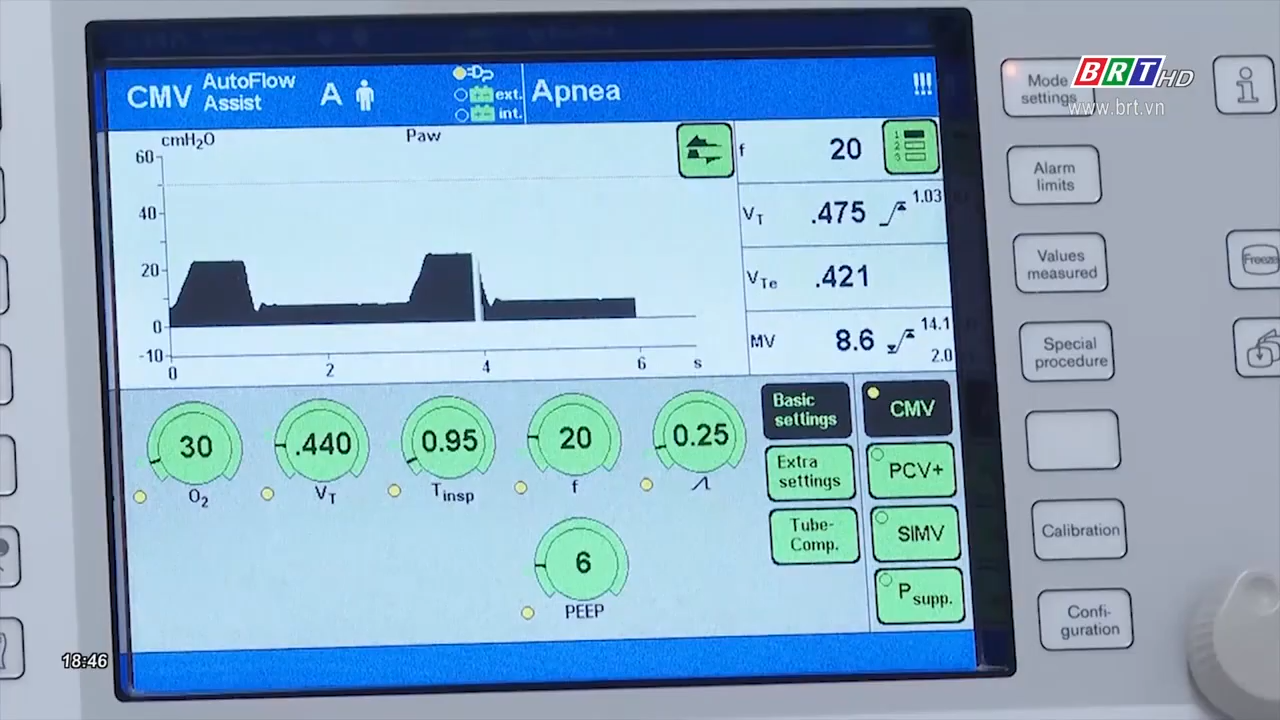 CMV AutoFlow Assist A ext. int. Apnea !!!
Mode settings
BRT HD
www.brt.vn
cmH2O Paw
60
40
20
0
-10
0 2 4 6 s
f 20
1
2
3
VT .475 1.03
VTe .421
MV 8.6 14.1
2.0
Alarm limits
Values measured
Freeze
Special procedure
30 .440 0.95 20 0.25
O2 VT Tinsp f
6
PEEP
Basic settings
CMV
Extra settings
PCV+
Tube-Comp.
SIMV
Psupp.
Calibration
Confi-guration
18:46